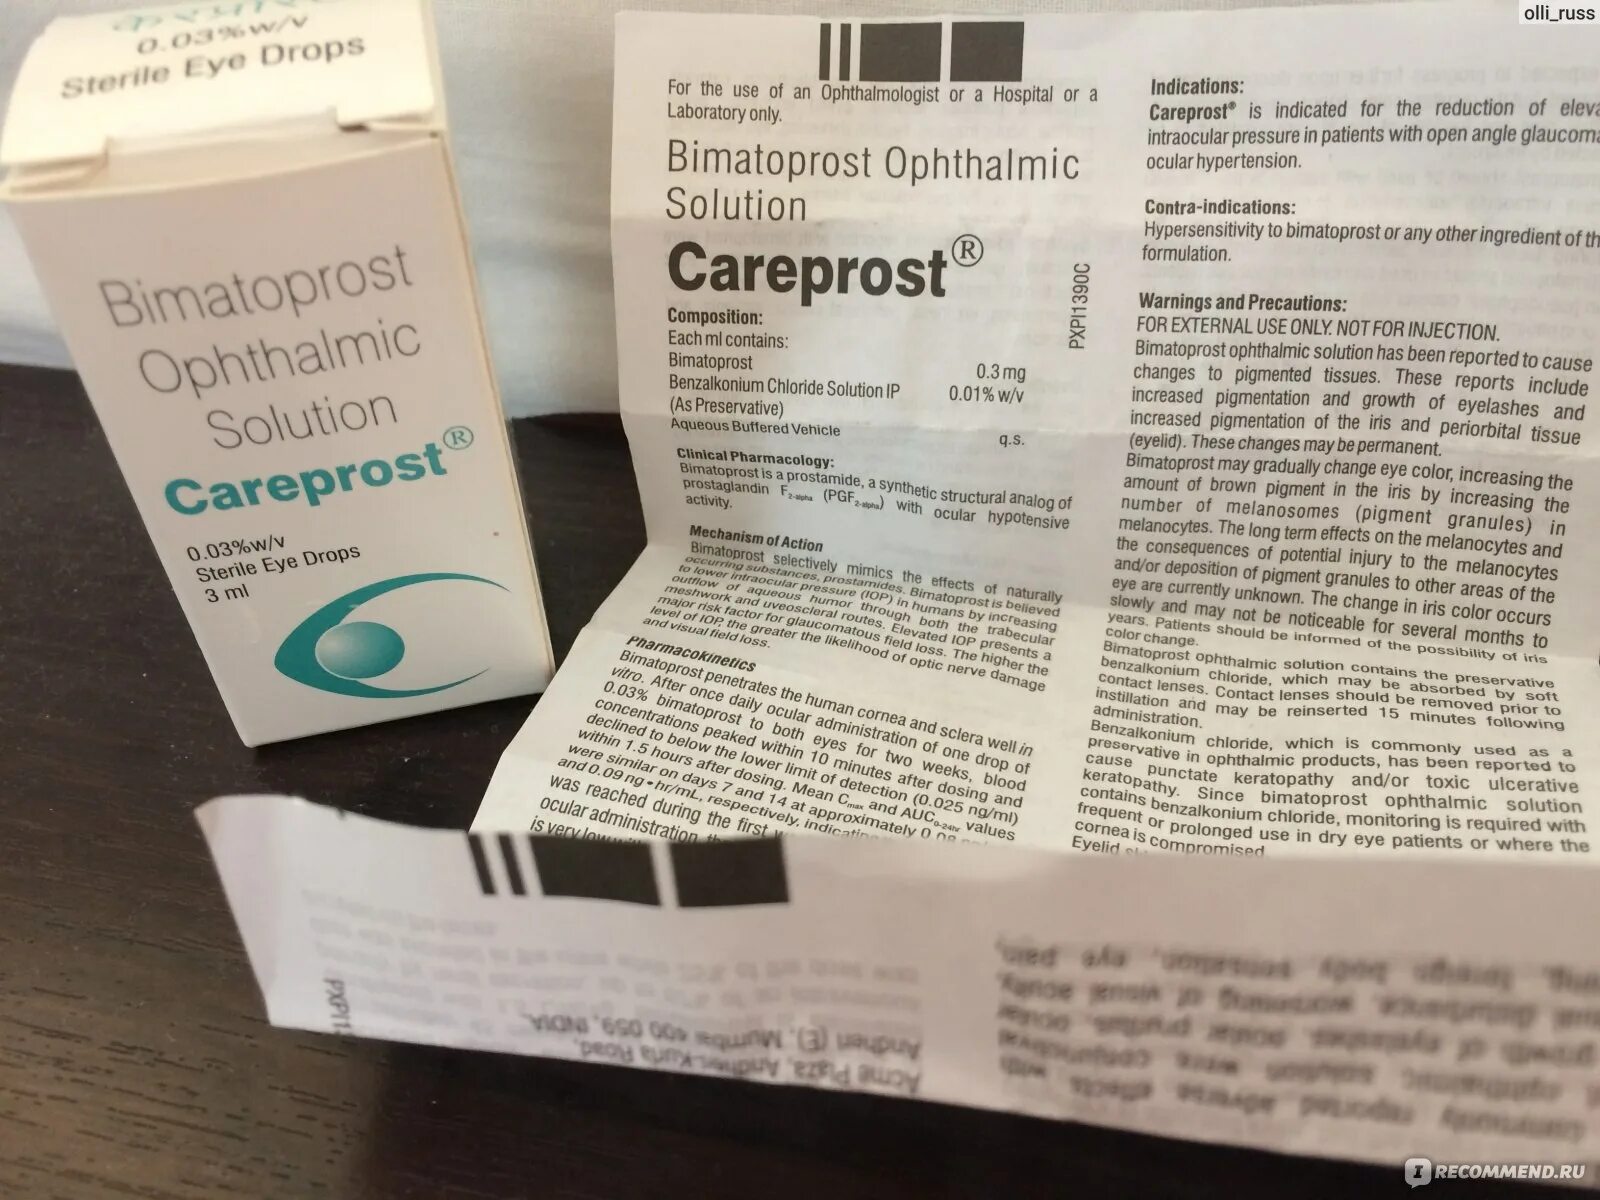 olli_russ
0.03%w/v
Sterile Eye Drops
Bimatoprost
Ophthalmic
Solution
Careprost®
0.03%w/v
Sterile Eye Drops
3 ml
For the use of an Ophthalmologist or a Hospital or a
Laboratory only.
Bimatoprost Ophthalmic
Solution
Careprost®
PXPI1390C
Composition:
Each ml contains:
Bimatoprost 0.3 mg
Benzalkonium Chloride Solution IP 0.01% w/v
(As Preservative)
Aqueous Buffered Vehicle q.s.
Clinical Pharmacology:
Bimatoprost is a prostamide, a synthetic structural analog of
prostaglandin F2-alpha (PGF2-alpha) with ocular hypotensive
activity.
Mechanism of Action
Bimatoprost selectively mimics the effects of naturally
occurring substances, prostamides. Bimatoprost is believed
to lower intraocular pressure (IOP) in humans by increasing
outflow of aqueous humor through both the trabecular
meshwork and uveoscleral routes. Elevated IOP presents a
major risk factor for glaucomatous field loss. The higher the
level of IOP, the greater the likelihood of optic nerve damage
and visual field loss.
Pharmacokinetics
Bimatoprost penetrates the human cornea and sclera well in
vitro. After once daily ocular administration of one drop of
0.03% bimatoprost to both eyes for two weeks, blood
concentrations peaked within 10 minutes after dosing and
declined to below the lower limit of detection (0.025 ng/ml)
within 1.5 hours after dosing. Mean Cmax and AUC0-24hr values
were similar on days 7 and 14 at approximately 0.08
and 0.09 ng•hr/mL, respectively,
was reached during the first
ocular administration
is very low
Indications:
Careprost® is indicated for the reduction of eleva
intraocular pressure in patients with open angle glaucoma
ocular hypertension.
Contra-indications:
Hypersensitivity to bimatoprost or any other ingredient of th
formulation.
Warnings and Precautions:
FOR EXTERNAL USE ONLY. NOT FOR INJECTION.
Bimatoprost ophthalmic solution has been reported to cause
changes to pigmented tissues. These reports include
increased pigmentation and growth of eyelashes and
increased pigmentation of the iris and periorbital tissue
(eyelid). These changes may be permanent.
Bimatoprost may gradually change eye color, increasing the
amount of brown pigment in the iris by increasing the
number of melanosomes (pigment granules) in
melanocytes. The long term effects on the melanocytes and
the consequences of potential injury to the melanocytes
and/or deposition of pigment granules to other areas of the
eye are currently unknown. The change in iris color occurs
slowly and may not be noticeable for several months to
years. Patients should be informed of the possibility of iris
color change.
Bimatoprost ophthalmic solution contains the preservative
benzalkonium chloride, which may be absorbed by soft
contact lenses. Contact lenses should be removed prior to
instillation and may be reinserted 15 minutes following
administration.
Benzalkonium chloride, which is commonly used as a
preservative in ophthalmic products, has been reported to
cause punctate keratopathy and/or toxic ulcerative
keratopathy. Since bimatoprost ophthalmic solution
contains benzalkonium chloride, monitoring is required with
frequent or prolonged use in dry eye patients or where the
cornea is compromised
Eyelid
PXPI1
Acme Plaza, Andheri-Kurla Road,
Andheri (E), Mumbai 400 059, INDIA.
IRECOMMEND.RU